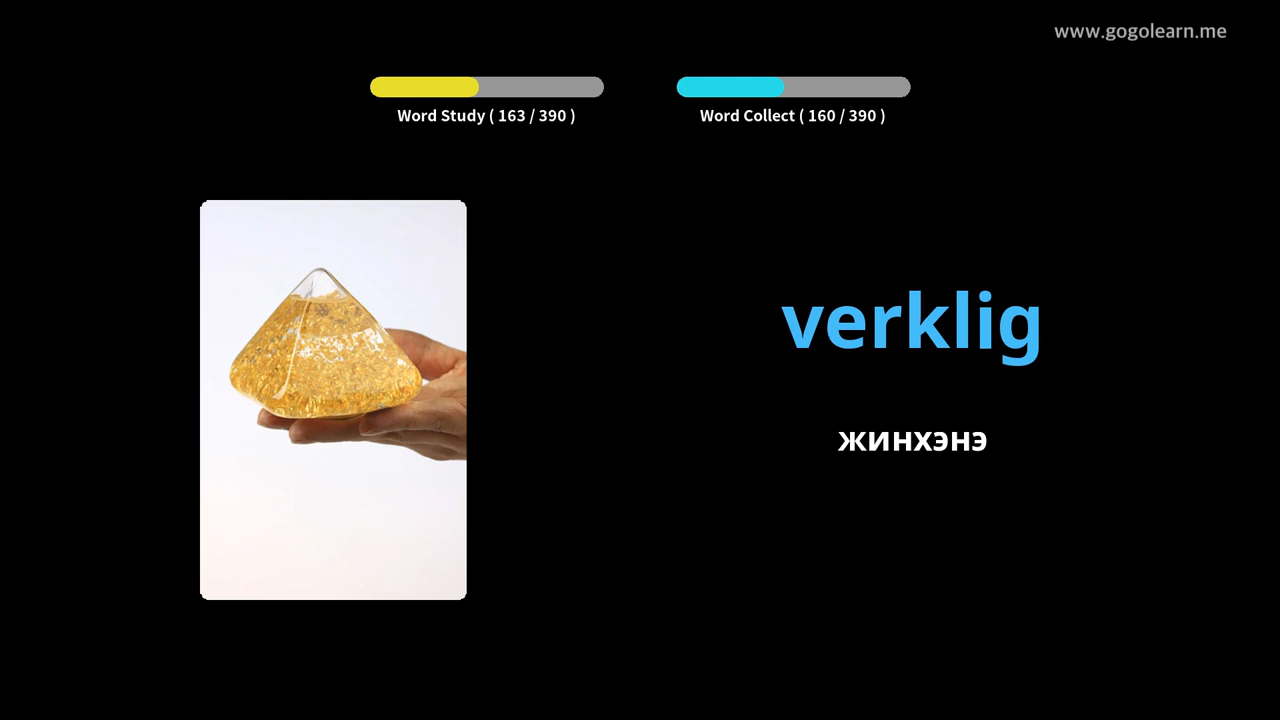 www.gogolearn.me
Word Study ( 163 / 390 )
Word Collect ( 160 / 390 )
verklig
жинхэнэ